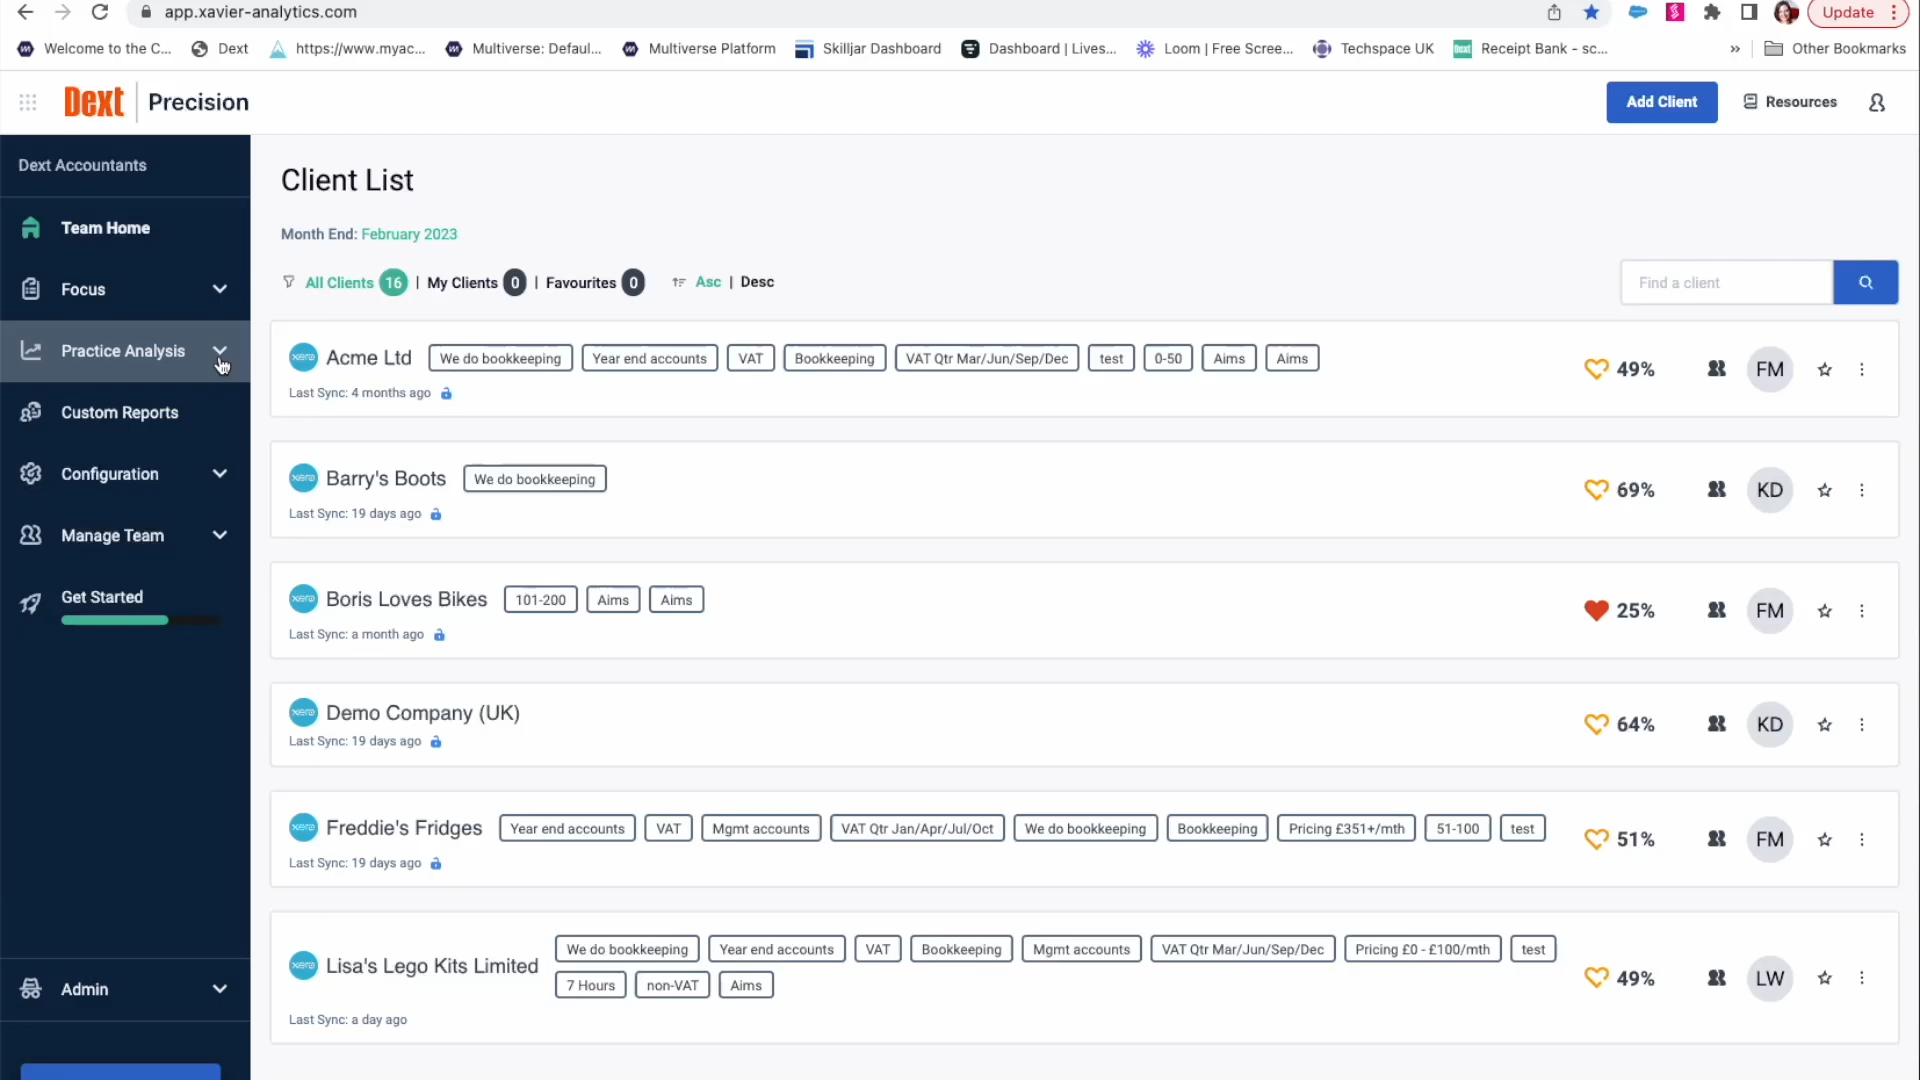 app.xavier-analytics.com
Update
Welcome to the C...
Dext
https://www.myac...
Multiverse: Defaul...
Multiverse Platform
Skilljar Dashboard
Dashboard | Lives...
Loom | Free Scree...
Techspace UK
Receipt Bank - sc...
»
Other Bookmarks
Dext
Precision
Add Client
Resources
Dext Accountants
Team Home
Focus
Practice Analysis
Custom Reports
Configuration
Manage Team
Get Started
Admin
Client List
Month End: February 2023
All Clients 16 | My Clients 0 | Favourites 0 Asc | Desc
Find a client
xero Acme Ltd We do bookkeeping Year end accounts VAT Bookkeeping VAT Qtr Mar/Jun/Sep/Dec test 0-50 Aims Aims
Last Sync: 4 months ago
49% FM
xero Barry's Boots We do bookkeeping
Last Sync: 19 days ago
69% KD
xero Boris Loves Bikes 101-200 Aims Aims
Last Sync: a month ago
25% FM
xero Demo Company (UK)
Last Sync: 19 days ago
64% KD
xero Freddie's Fridges Year end accounts VAT Mgmt accounts VAT Qtr Jan/Apr/Jul/Oct We do bookkeeping Bookkeeping Pricing £351+/mth 51-100 test
Last Sync: 19 days ago
51% FM
xero Lisa's Lego Kits Limited We do bookkeeping Year end accounts VAT Bookkeeping Mgmt accounts VAT Qtr Mar/Jun/Sep/Dec Pricing £0 - £100/mth test
7 Hours non-VAT Aims
Last Sync: a day ago
49% LW